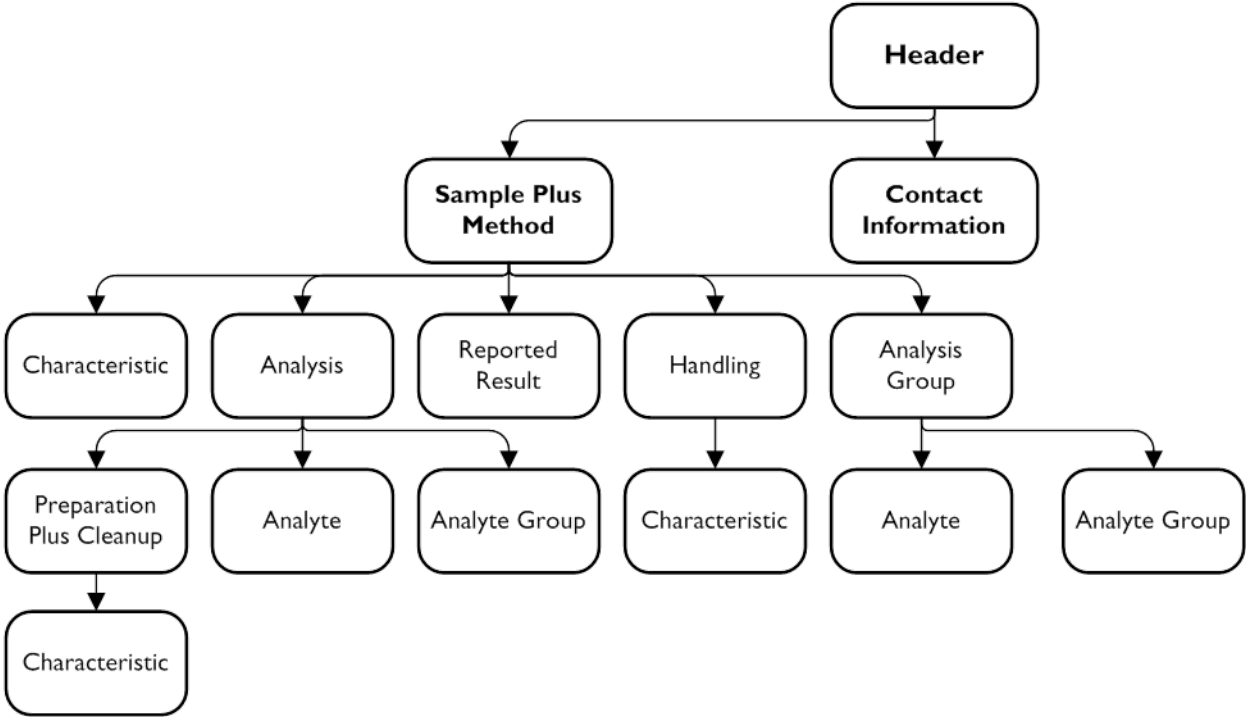 Header
Sample Plus
Method
Contact
Information
Characteristic
Analysis
Reported
Result
Handling
Analysis
Group
Preparation
Plus Cleanup
Analyte
Analyte Group
Characteristic
Analyte
Analyte Group
Characteristic